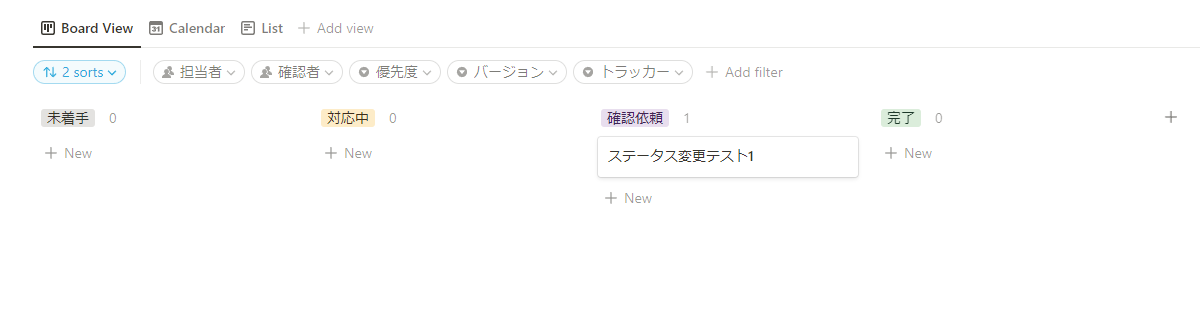 Board View 31 Calendar List + Add view
2 sorts 担当者 確認者 優先度 バージョン トラッカー + Add filter
未着手 0 対応中 0 確認依頼 1 完了 0 +
+ New + New ステータス変更テスト1 + New
+ New